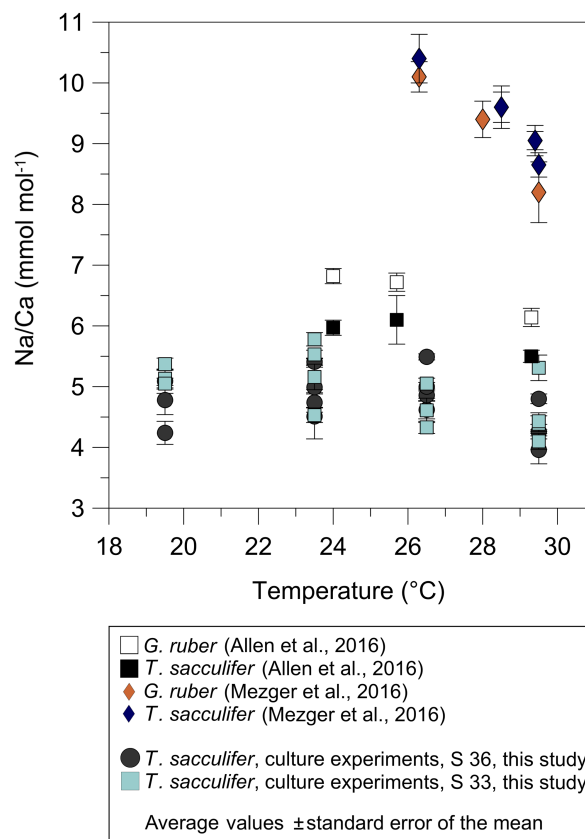 11
10
9
8
7
6
5
4
3
Na/Ca (mmol mol⁻¹)
18 20 22 24 26 28 30
Temperature (°C)
G. ruber (Allen et al., 2016)
T. sacculifer (Allen et al., 2016)
G. ruber (Mezger et al., 2016)
T. sacculifer (Mezger et al., 2016)
T. sacculifer, culture experiments, S 36, this study
T. sacculifer, culture experiments, S 33, this study
Average values ±standard error of the mean